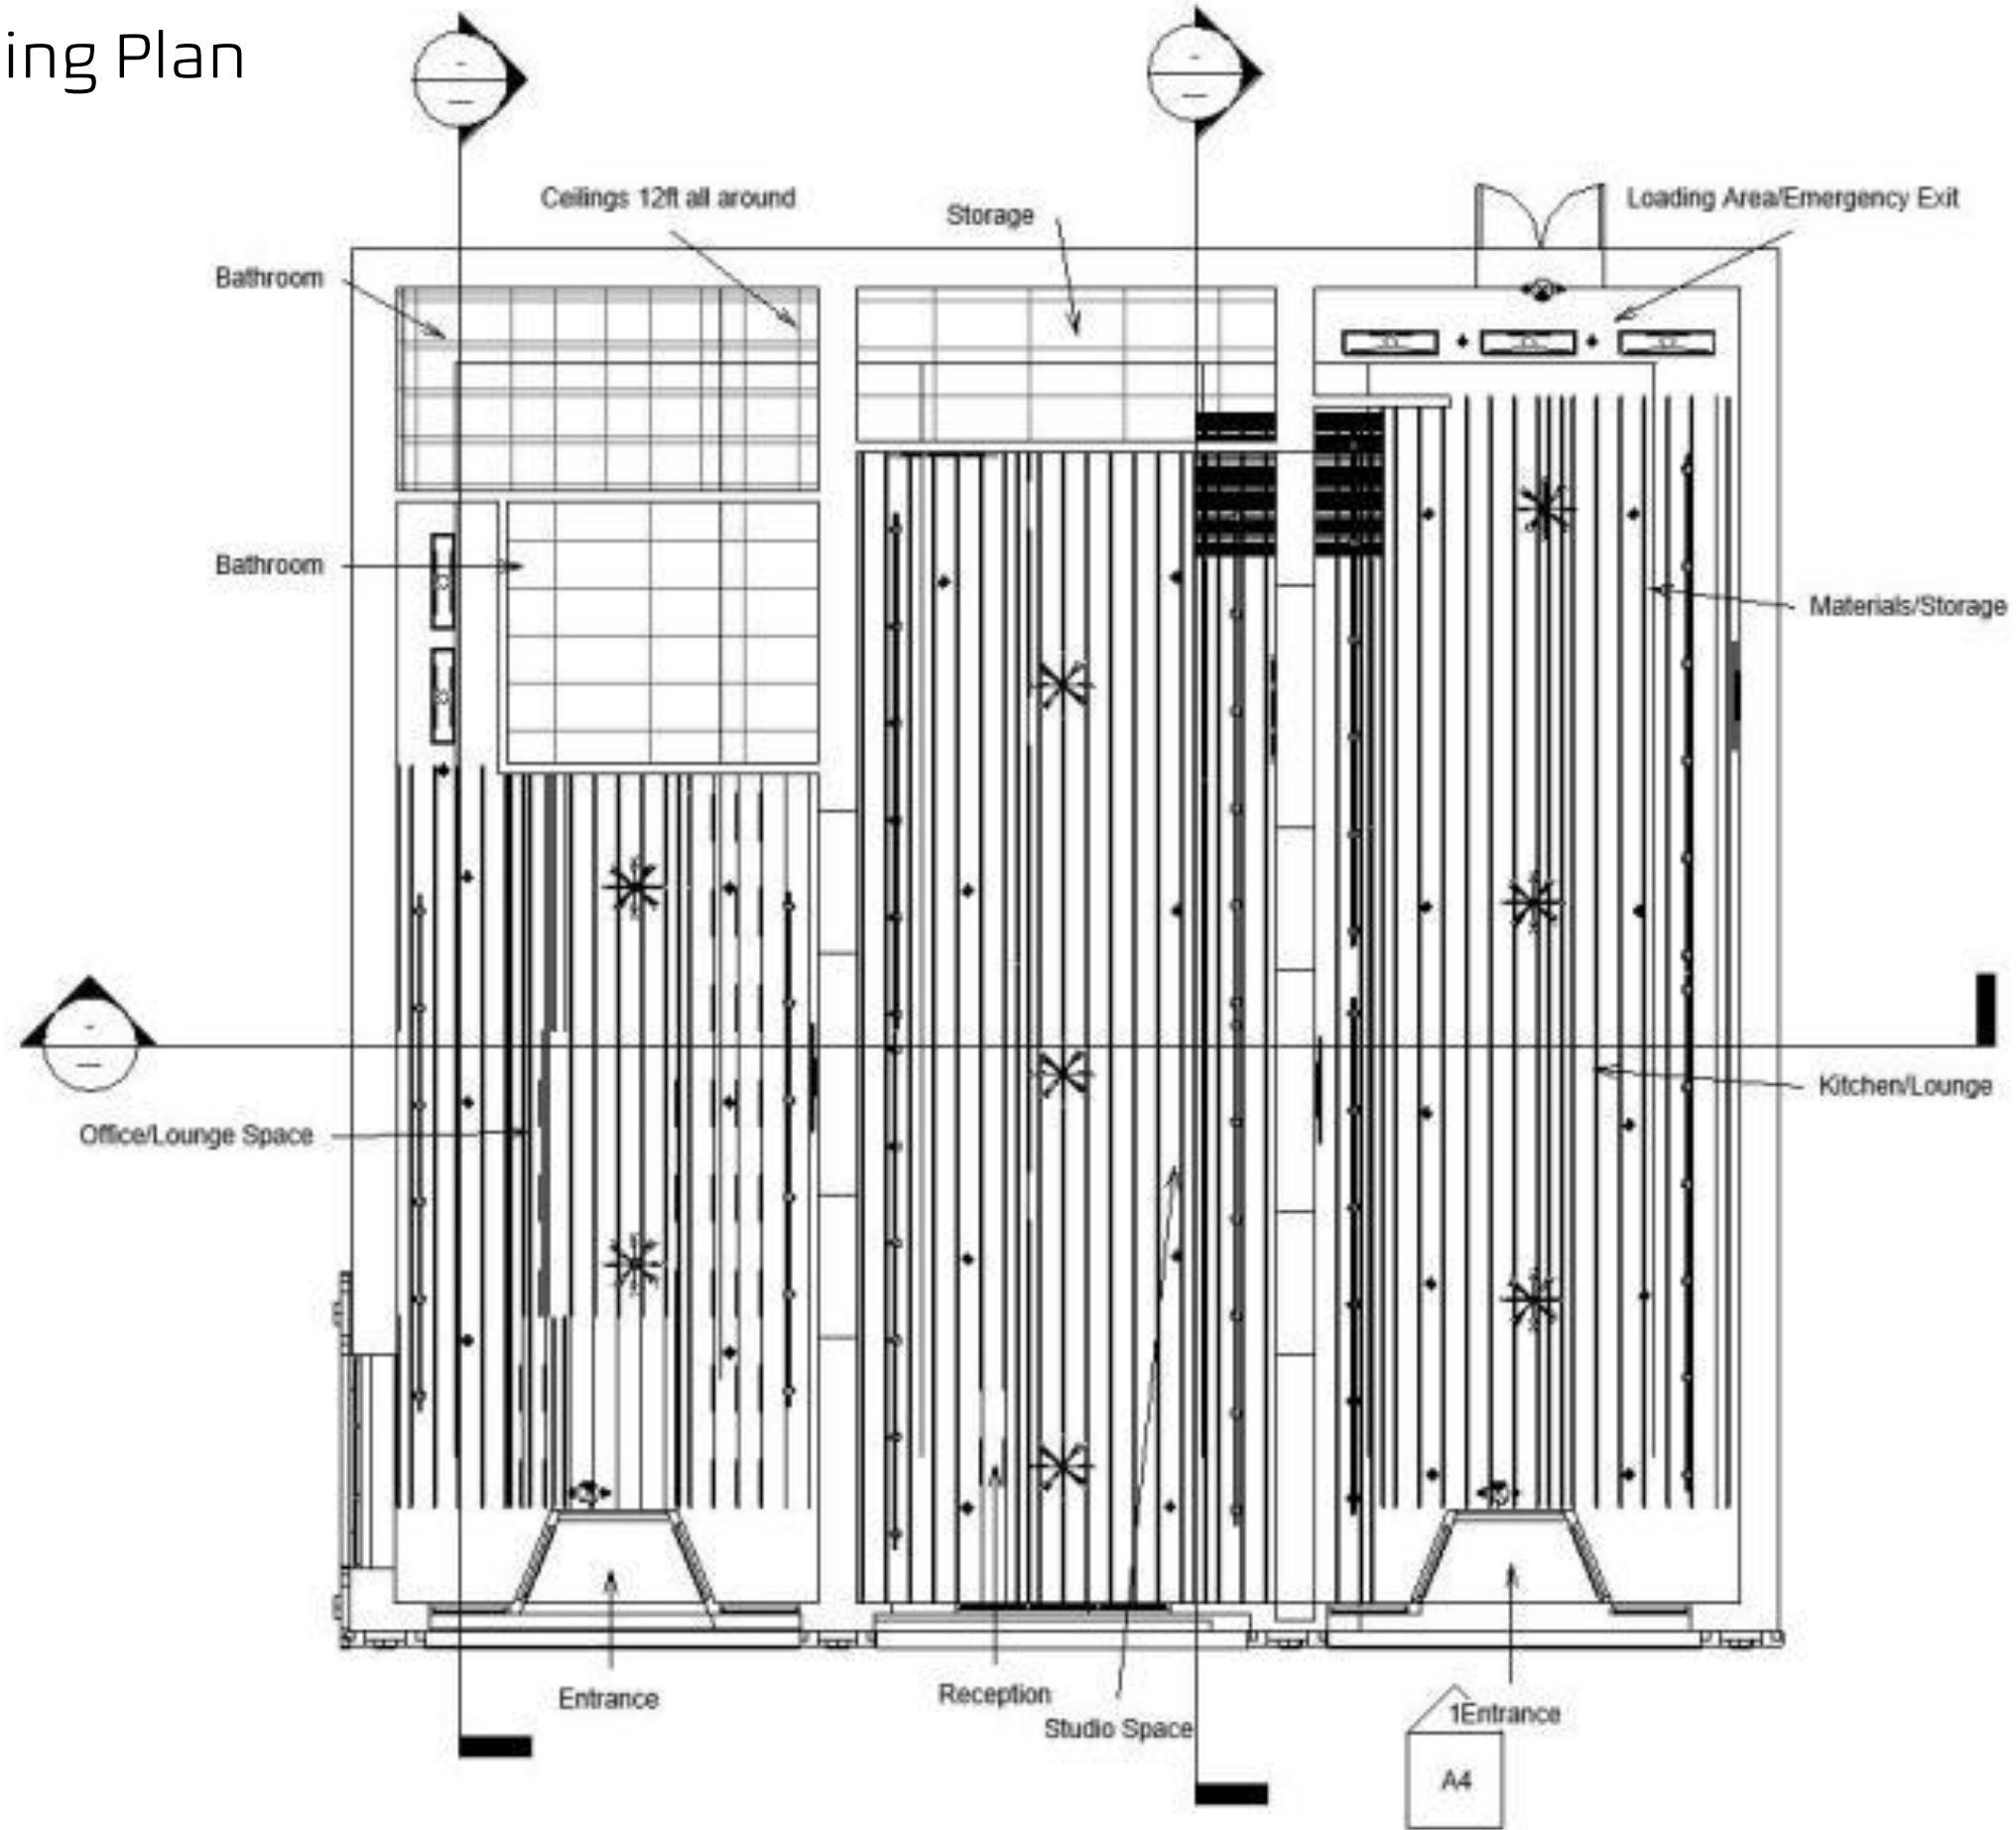 ing Plan
Ceilings 12ft all around
Storage
Loading Area/Emergency Exit
Bathroom
Bathroom
Materials/Storage
Kitchen/Lounge
Office/Lounge Space
Entrance
Reception
Studio Space
1Entrance
A4